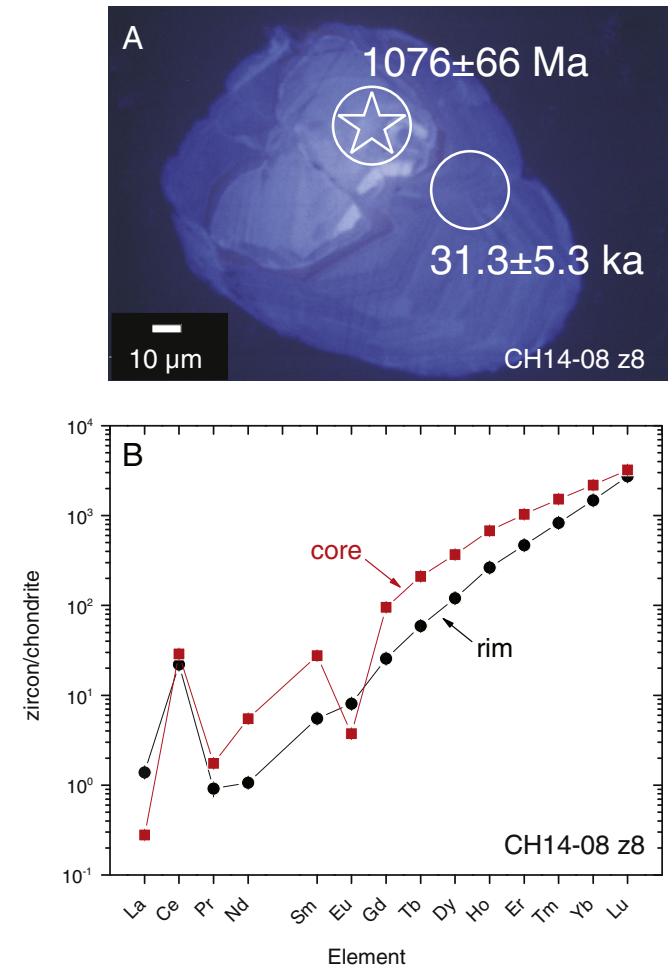 A
1076±66 Ma
31.3±5.3 ka
10 µm
CH14-08 z8
B
10⁴
10³
10²
10¹
10⁰
10⁻¹
zircon/chondrite
core
rim
CH14-08 z8
La Ce Pr Nd Sm Eu Gd Tb Dy Ho Er Tm Yb Lu
Element